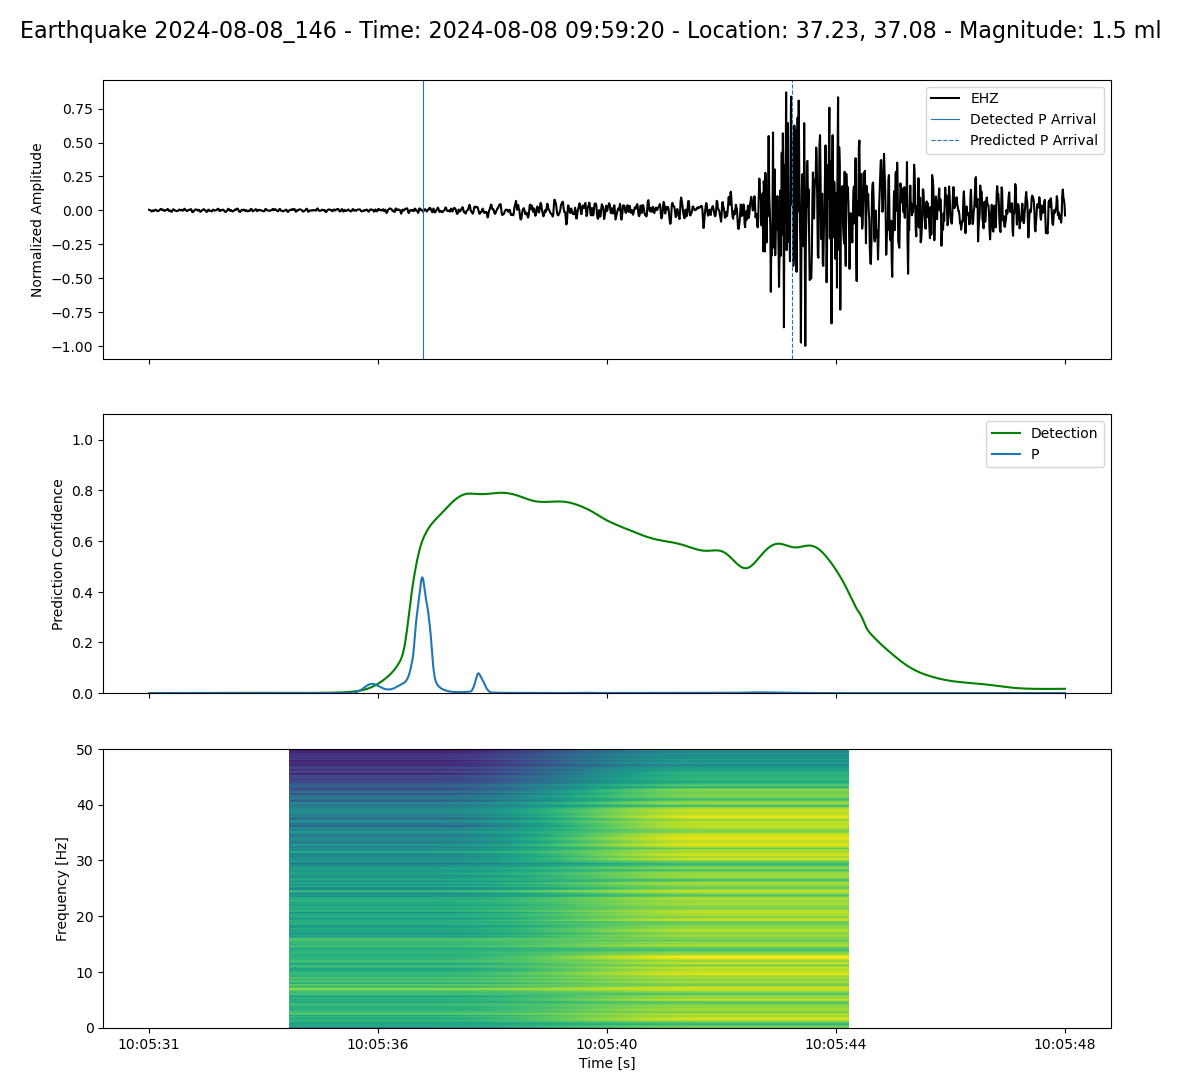 Earthquake 2024-08-08_146 - Time: 2024-08-08 09:59:20 - Location: 37.23, 37.08 - Magnitude: 1.5 ml
Normalized Amplitude
0.75
0.50
0.25
0.00
−0.25
−0.50
−0.75
−1.00
EHZ
Detected P Arrival
Predicted P Arrival
Prediction Confidence
1.0
0.8
0.6
0.4
0.2
0.0
Detection
P
Frequency [Hz]
50
40
30
20
10
0
10:05:31 10:05:36 10:05:40 10:05:44 10:05:48
Time [s]